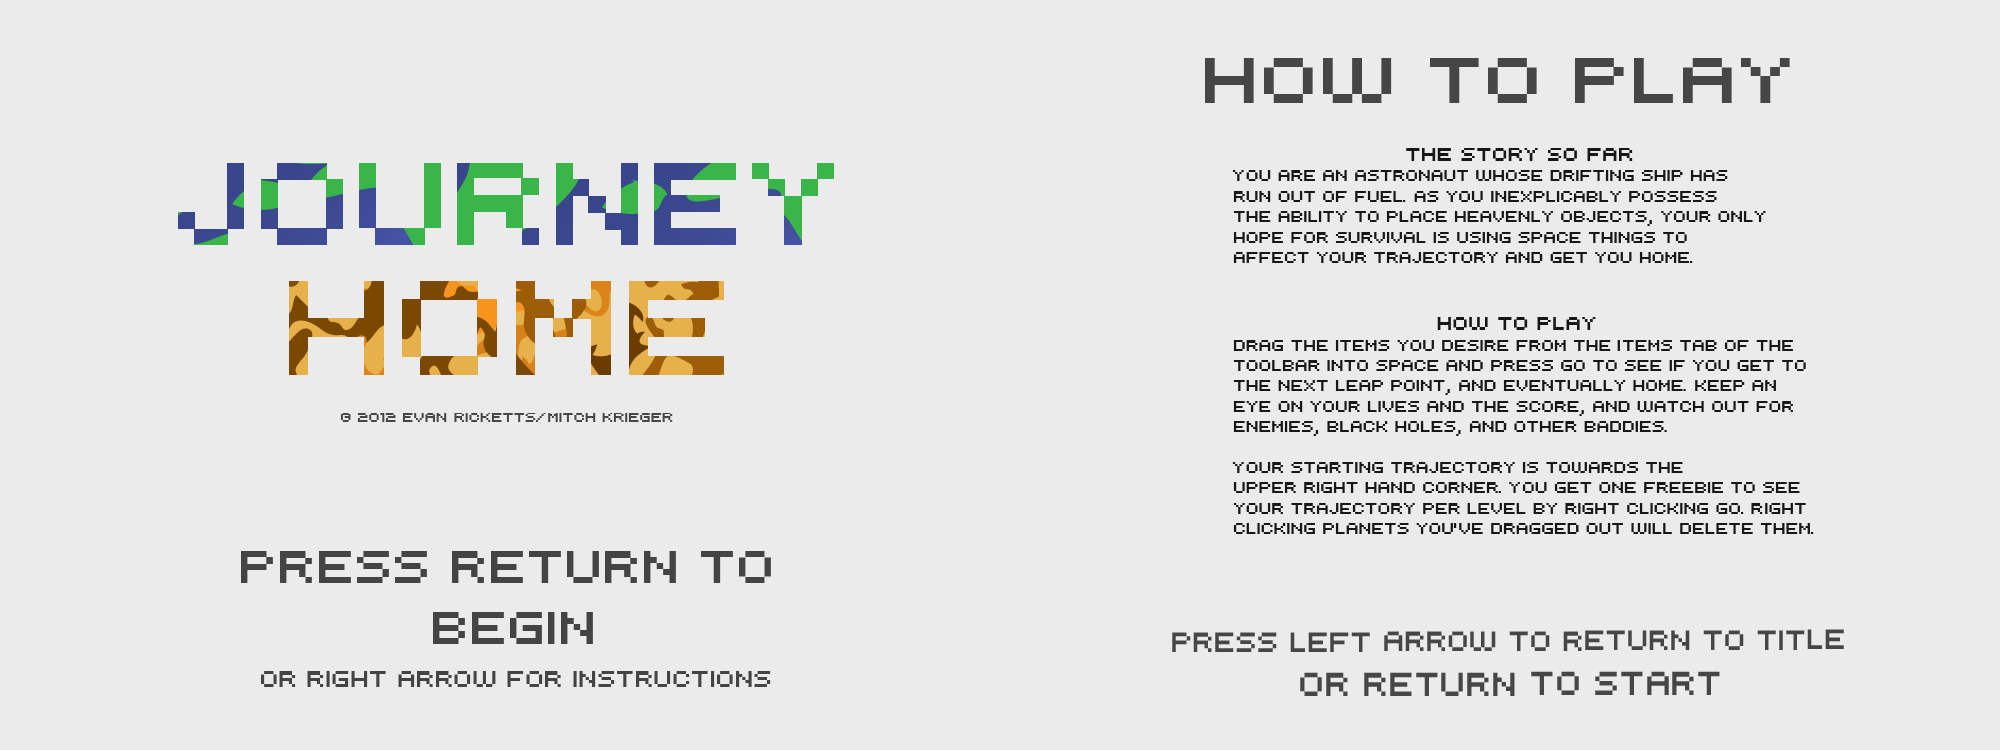 JOURNEY
HOME
© 2012 EVAN RICKETTS/MITCH KRIEGER
PRESS RETURN TO
BEGIN
OR RIGHT ARROW FOR INSTRUCTIONS
HOW TO PLAY
THE STORY SO FAR
YOU ARE AN ASTRONAUT WHOSE DRIFTING SHIP HAS
RUN OUT OF FUEL. AS YOU INEXPLICABLY POSSESS
THE ABILITY TO PLACE HEAVENLY OBJECTS, YOUR ONLY
HOPE FOR SURVIVAL IS USING SPACE THINGS TO
AFFECT YOUR TRAJECTORY AND GET YOU HOME.
HOW TO PLAY
DRAG THE ITEMS YOU DESIRE FROM THE ITEMS TAB OF THE
TOOLBAR INTO SPACE AND PRESS GO TO SEE IF YOU GET TO
THE NEXT LEAP POINT, AND EVENTUALLY HOME. KEEP AN
EYE ON YOUR LIVES AND THE SCORE, AND WATCH OUT FOR
ENEMIES, BLACK HOLES, AND OTHER BADDIES.
YOUR STARTING TRAJECTORY IS TOWARDS THE
UPPER RIGHT HAND CORNER. YOU GET ONE FREEBIE TO SEE
YOUR TRAJECTORY PER LEVEL BY RIGHT CLICKING GO. RIGHT
CLICKING PLANETS YOU'VE DRAGGED OUT WILL DELETE THEM.
PRESS LEFT ARROW TO RETURN TO TITLE
OR RETURN TO START